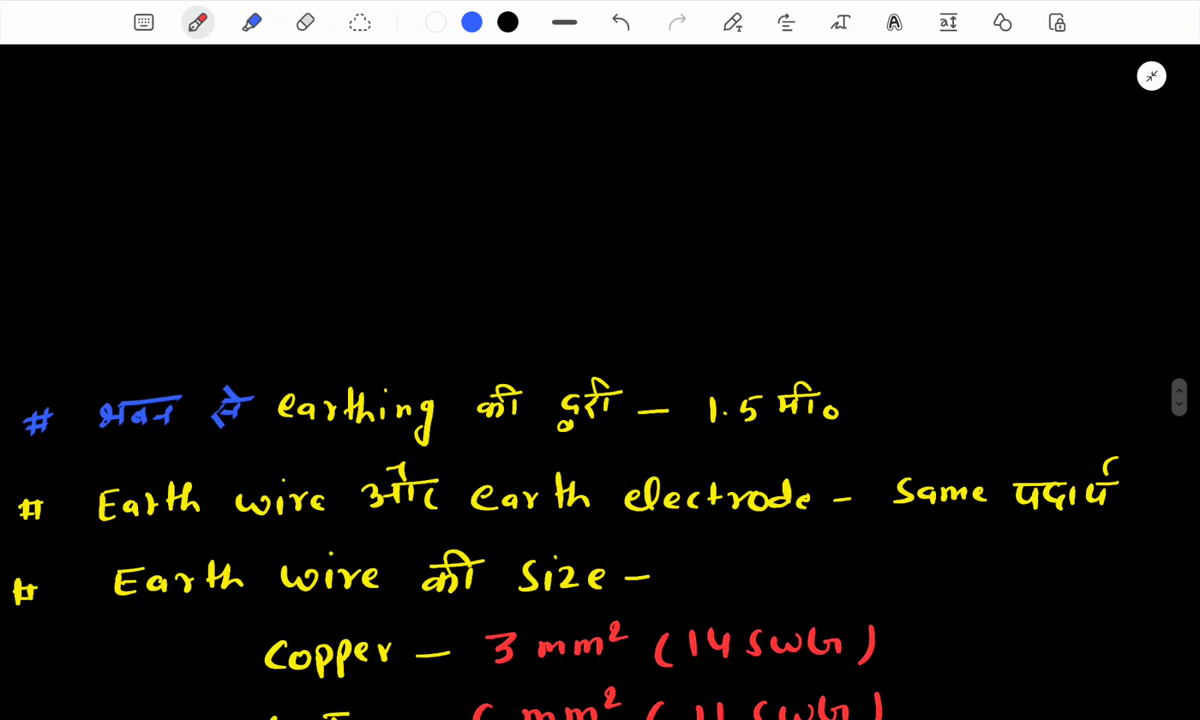 # भवन से earthing की दूरी – 1.5 मी०
# Earth wire और earth electrode – same पदार्थ
# Earth wire की size –
Copper – 3 mm² (14 SWG)